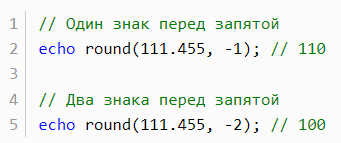 1 // Один знак перед запятой
2 echo round(111.455, -1); // 110
3
4 // Два знака перед запятой
5 echo round(111.455, -2); // 100